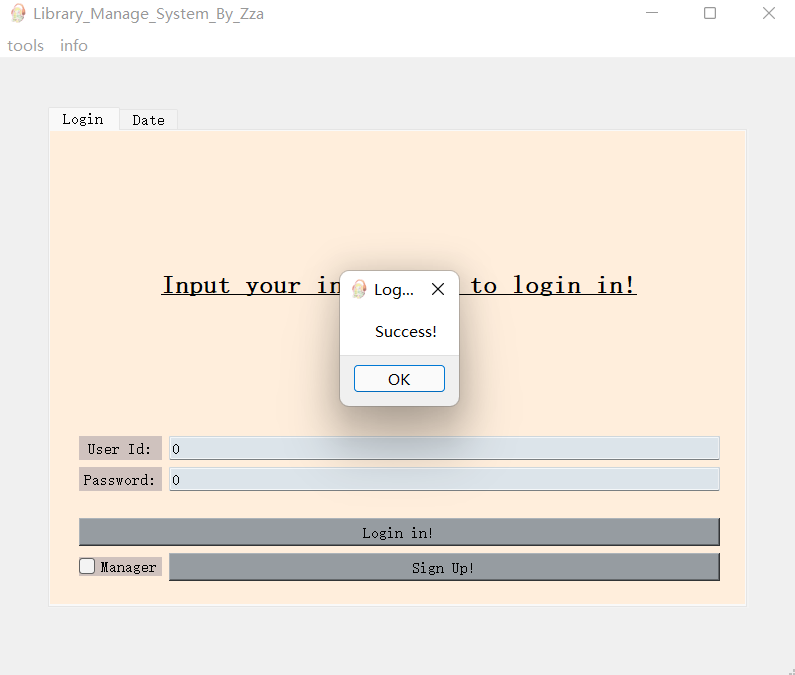 Library_Manage_System_By_Zza
tools info
Login Date
Input your in to login in!
Log...
Success!
OK
User Id: 0
Password: 0
Login in!
Manager
Sign Up!